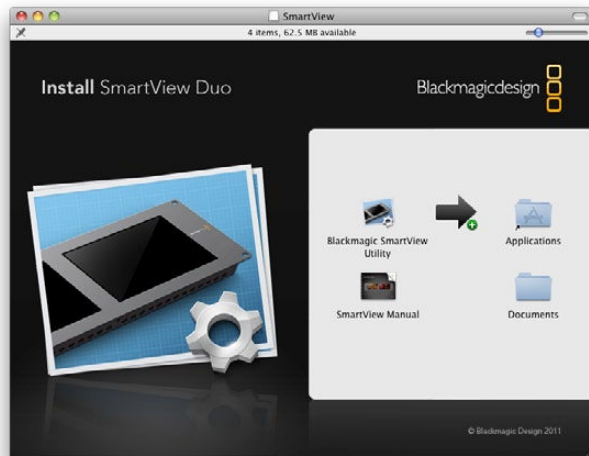 SmartView
4 items, 62.5 MB available
Install SmartView Duo
Blackmagicdesign
Blackmagic SmartView
Utility
Applications
SmartView Manual
Documents
© Blackmagic Design 2011